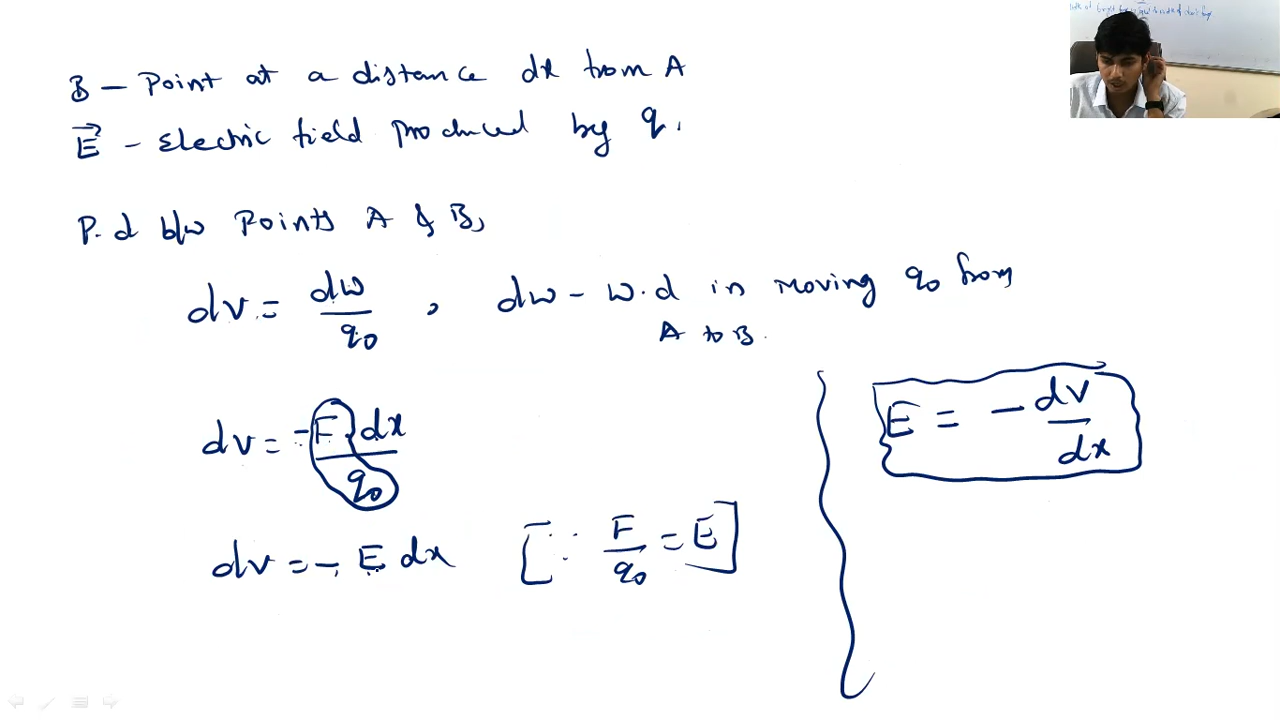 B – Point at a distance dx from A
E⃗ – Electric field produced by q.
P.d b/w Points A & B,
dv = dw/q₀ , dw – w.d in moving q₀ from
A to B.
dv = -F dx/q₀
dv = - E dx [∵ F/q₀ = E]
E = - dv/dx